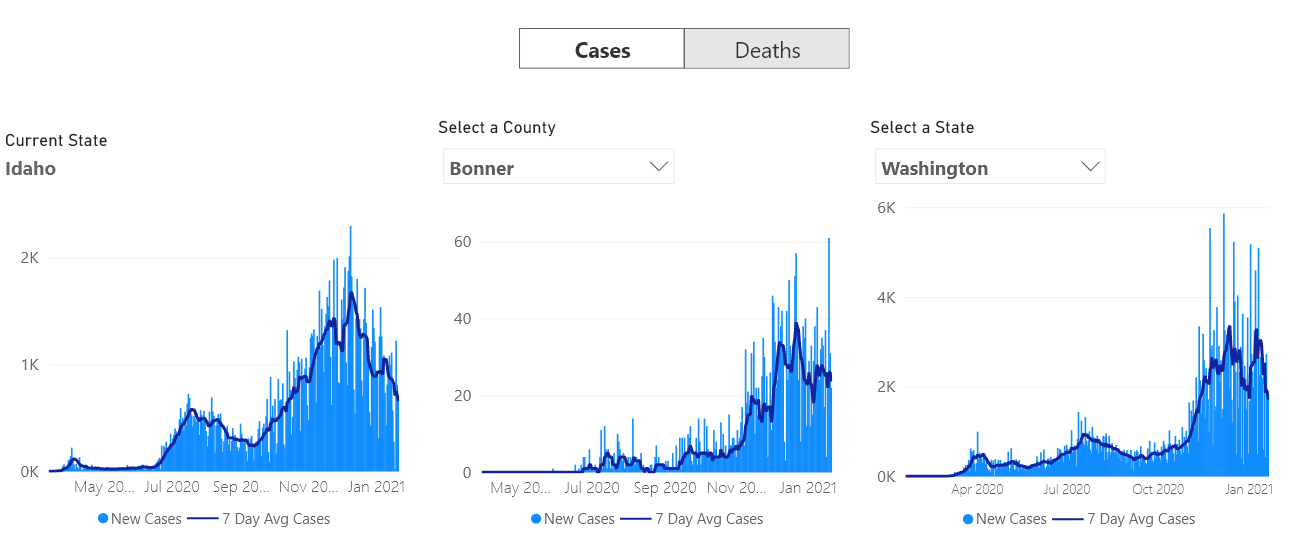 Cases
Deaths
Current State
Idaho
2K
1K
0K
May 20... Jul 2020 Sep 20... Nov 20... Jan 2021
New Cases 7 Day Avg Cases
Select a County
Bonner
60
40
20
0
May 20... Jul 2020 Sep 2020 Nov 20... Jan 2021
New Cases 7 Day Avg Cases
Select a State
Washington
6K
4K
2K
0K
Apr 2020 Jul 2020 Oct 2020 Jan 2021
New Cases 7 Day Avg Cases